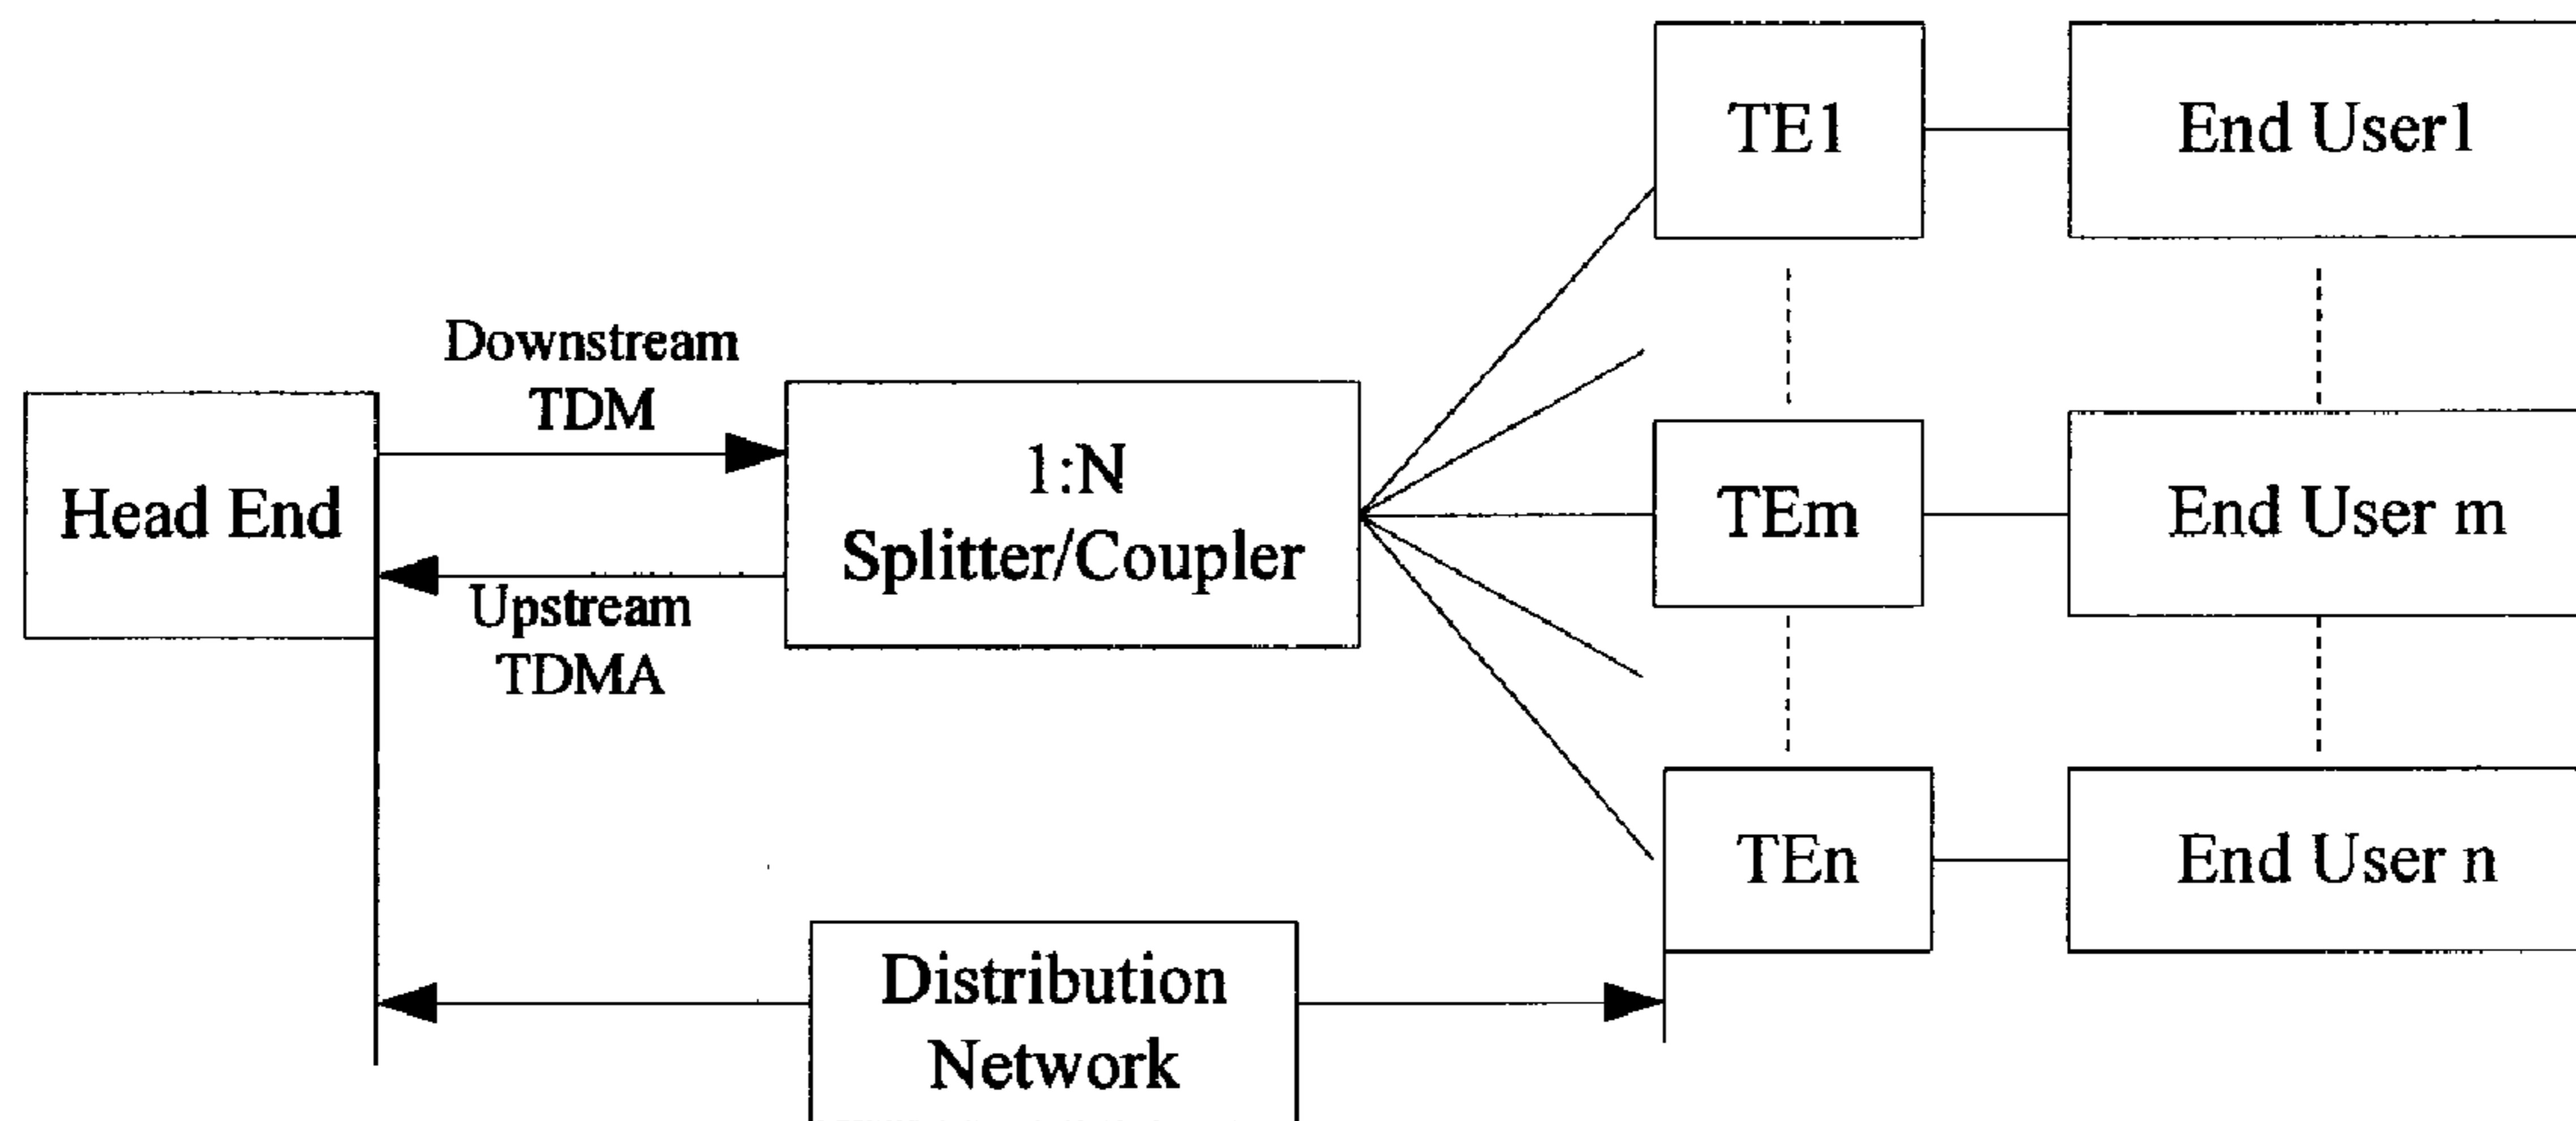 TE1
End User1
Downstream
TDM
Head End
1:N
Splitter/Coupler
TEm
End User m
Upstream
TDMA
TEn
End User n
Distribution
Network